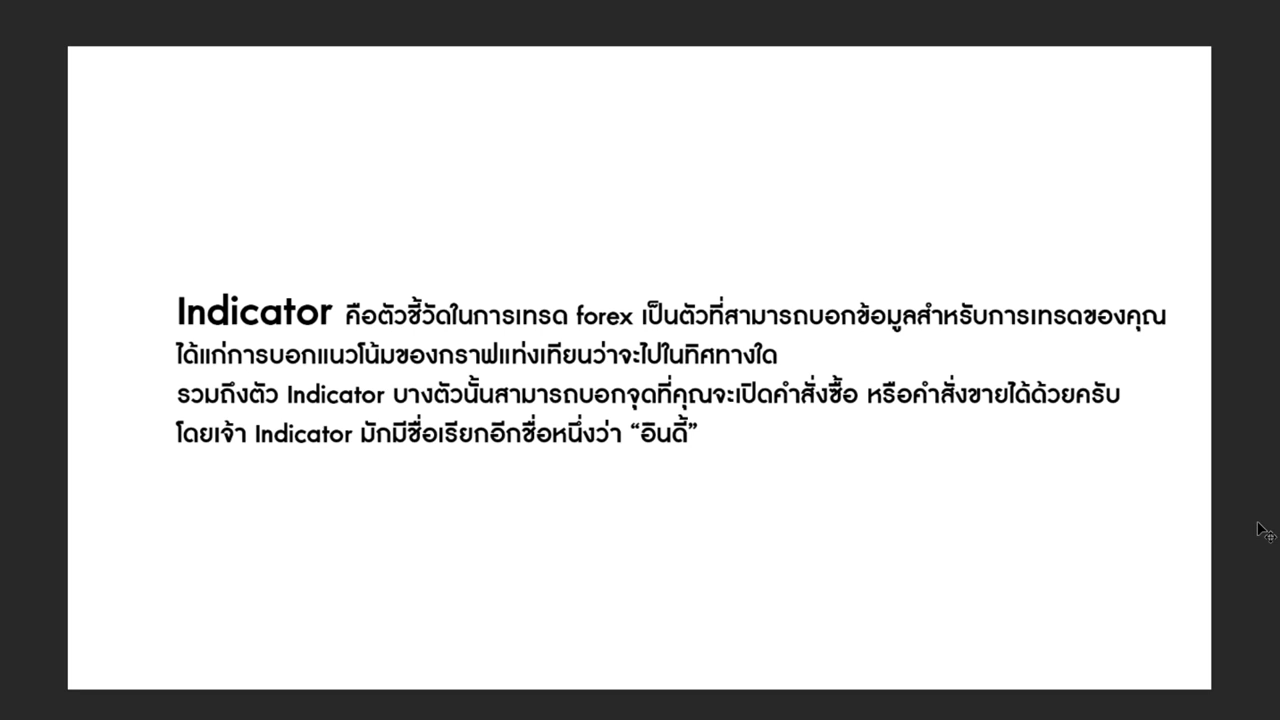 Indicator คือตัวชี้วัดในการเทรด forex เป็นตัวที่สามารถบอกข้อมูลสำหรับการเทรดของคุณ
ได้แก่การบอกแนวโน้มของกราฟแท่งเทียนว่าจะไปในทิศทางใด
รวมถึงตัว Indicator บางตัวนั้นสามารถบอกจุดที่คุณจะเปิดคำสั่งซื้อ หรือคำสั่งขายได้ด้วยครับ
โดยเจ้า Indicator มักมีชื่อเรียกอีกชื่อหนึ่งว่า “อินดี้”